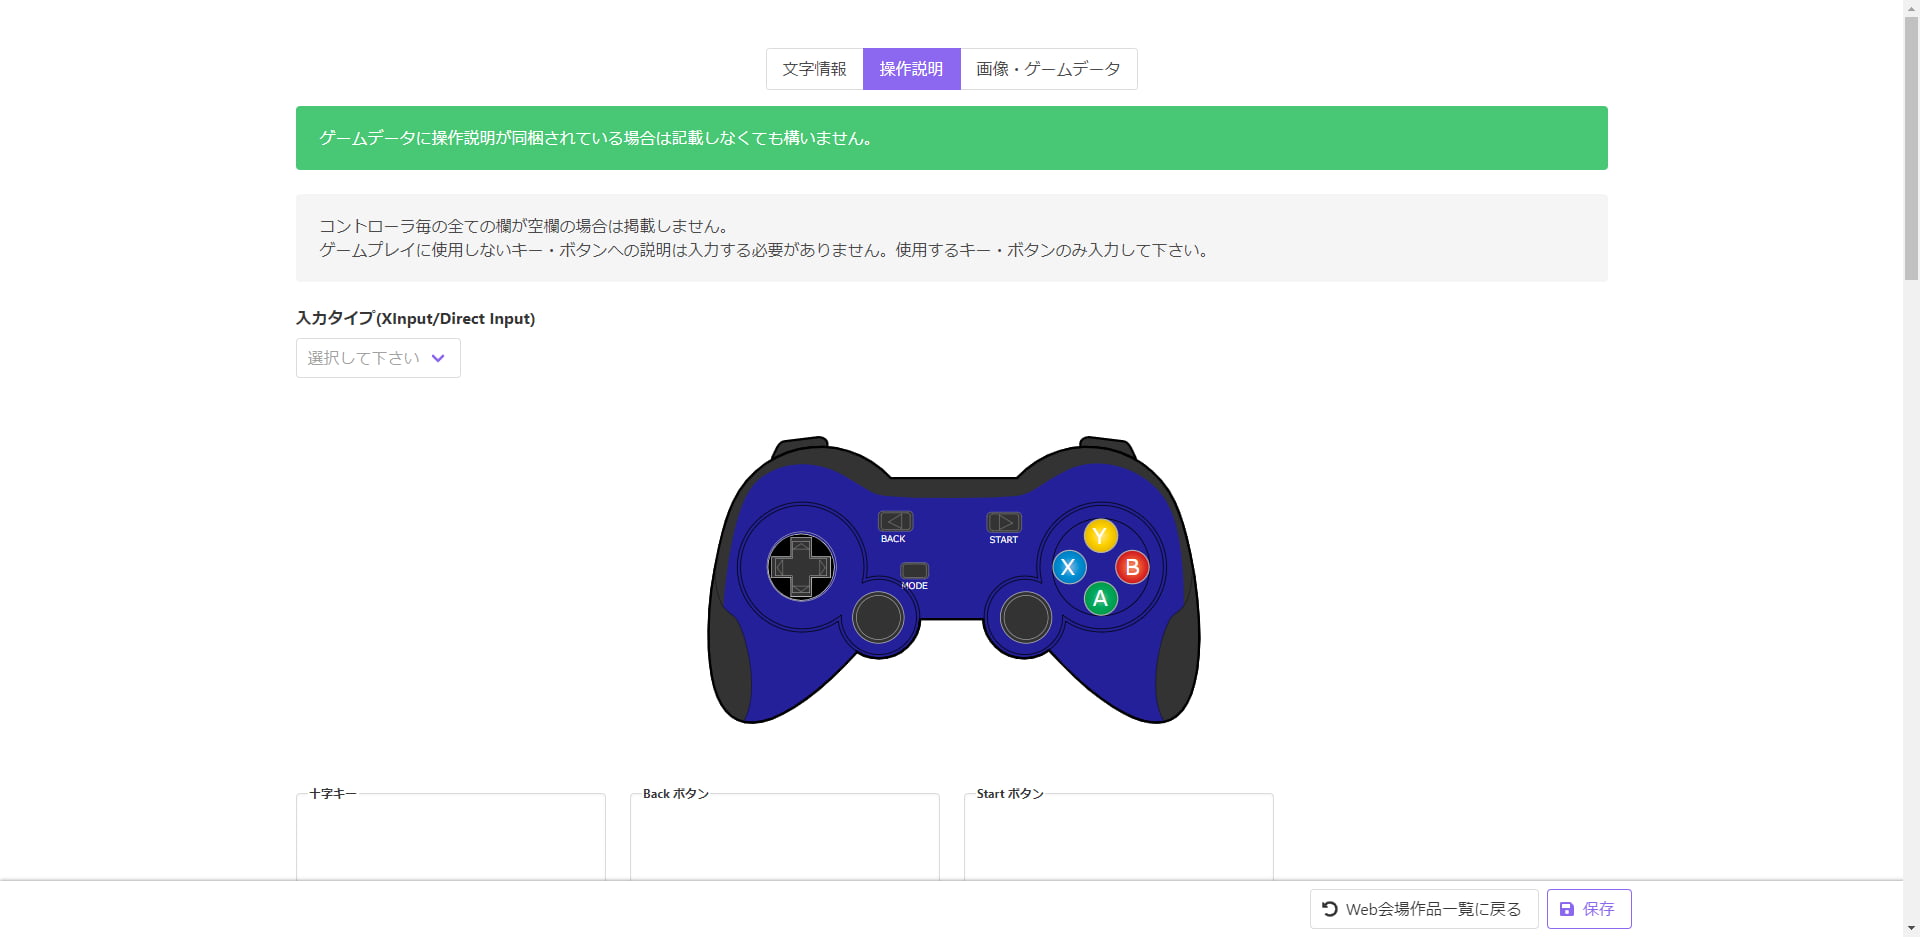 文字情報
操作説明
画像・ゲームデータ
ゲームデータに操作説明が同梱されている場合は記載しなくても構いません。
コントローラ毎の全ての欄が空欄の場合は掲載しません。
ゲームプレイに使用しないキー・ボタンへの説明は入力する必要がありません。使用するキー・ボタンのみ入力して下さい。
入力タイプ(XInput/Direct Input)
選択して下さい
BACK
START
MODE
Y
X
B
A
十字キー
Back ボタン
Start ボタン
Web会場作品一覧に戻る
保存